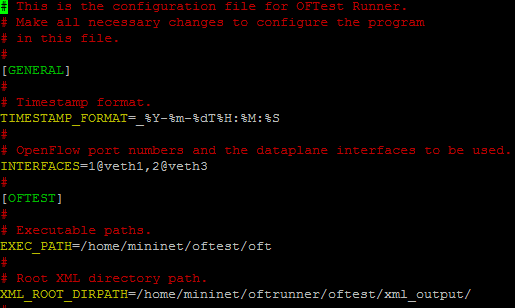 # This is the configuration file for OFTest Runner.
# Make all necessary changes to configure the program
# in this file.
#
[GENERAL]
#
# Timestamp format.
TIMESTAMP_FORMAT=_%Y-%m-%dT%H:%M:%S
#
# OpenFlow port numbers and the dataplane interfaces to be used.
INTERFACES=1@veth1,2@veth3
#
[OFTEST]
#
# Executable paths.
EXEC_PATH=/home/mininet/oftest/oft
#
# Root XML directory path.
XML_ROOT_DIRPATH=/home/mininet/oftrunner/oftest/xml_output/